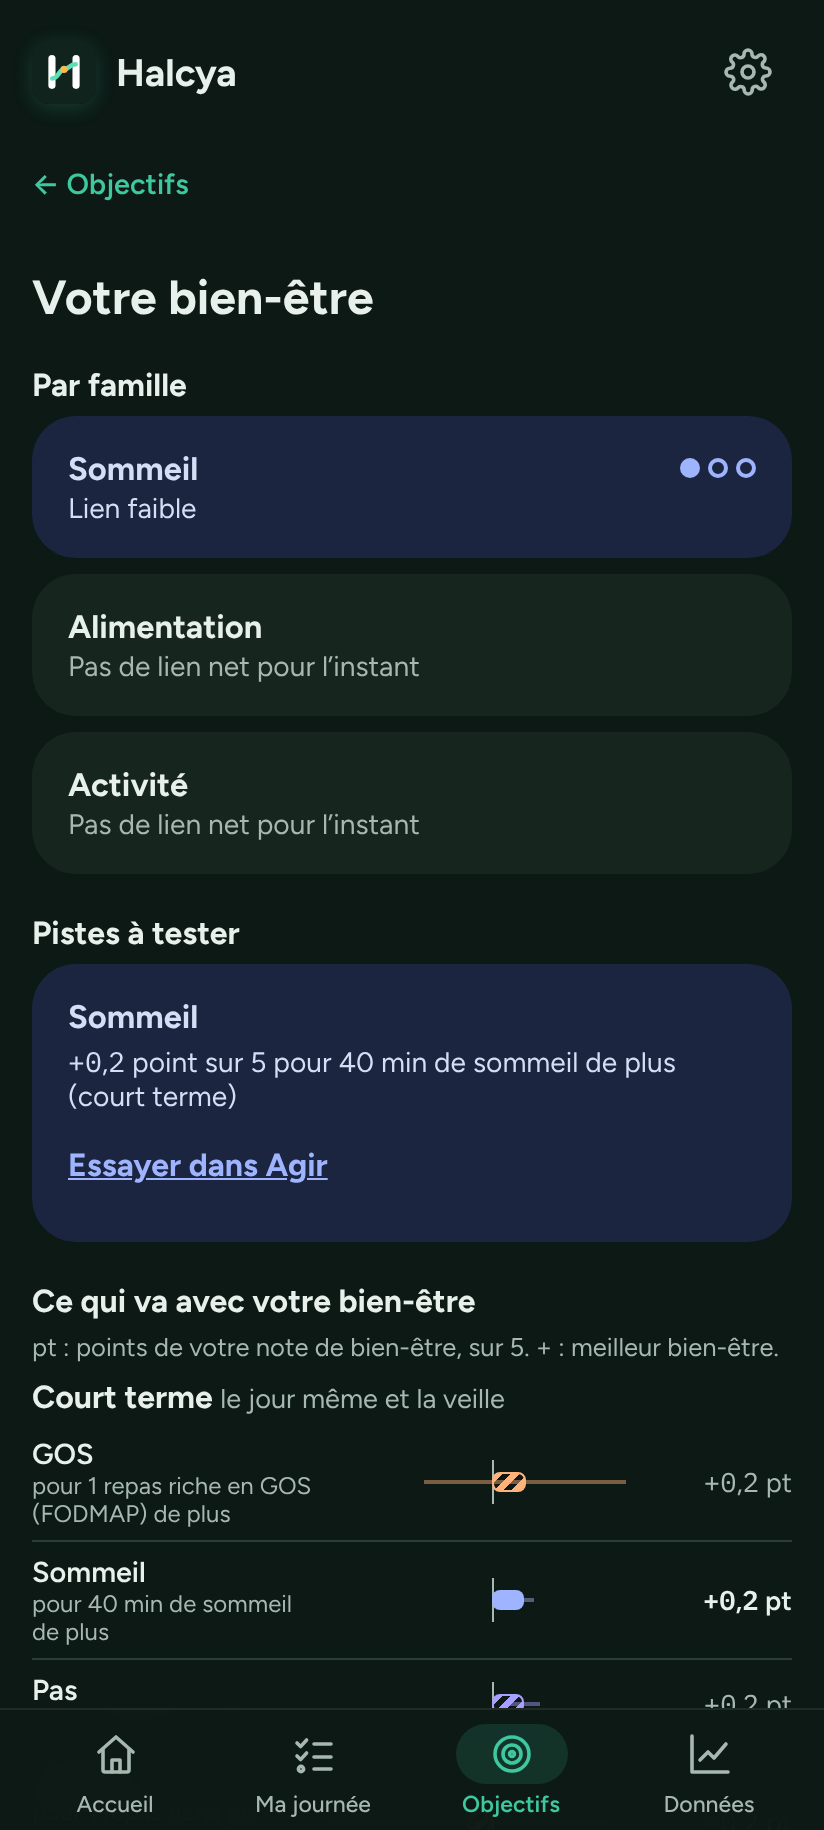 Halcya
← Objectifs
Votre bien-être
Par famille
Sommeil
Lien faible
Alimentation
Pas de lien net pour l’instant
Activité
Pas de lien net pour l’instant
Pistes à tester
Sommeil
+0,2 point sur 5 pour 40 min de sommeil de plus
(court terme)
Essayer dans Agir
Ce qui va avec votre bien-être
pt : points de votre note de bien-être, sur 5. + : meilleur bien-être.
Court terme le jour même et la veille
GOS
pour 1 repas riche en GOS
(FODMAP) de plus
+0,2 pt
Sommeil
pour 40 min de sommeil
de plus
+0,2 pt
Pas
+0,2 pt
Accueil
Ma journée
Objectifs
Données